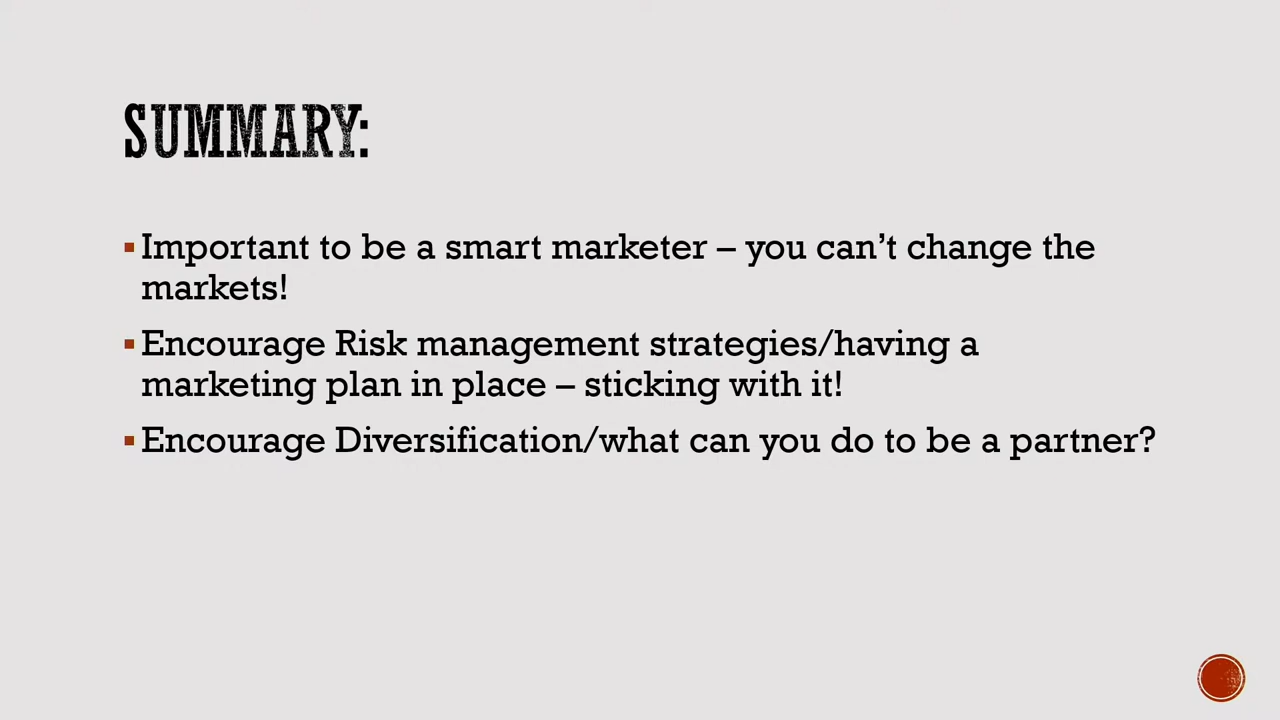 SUMMARY:
▪Important to be a smart marketer – you can’t change the
markets!
▪Encourage Risk management strategies/having a
marketing plan in place – sticking with it!
▪Encourage Diversification/what can you do to be a partner?